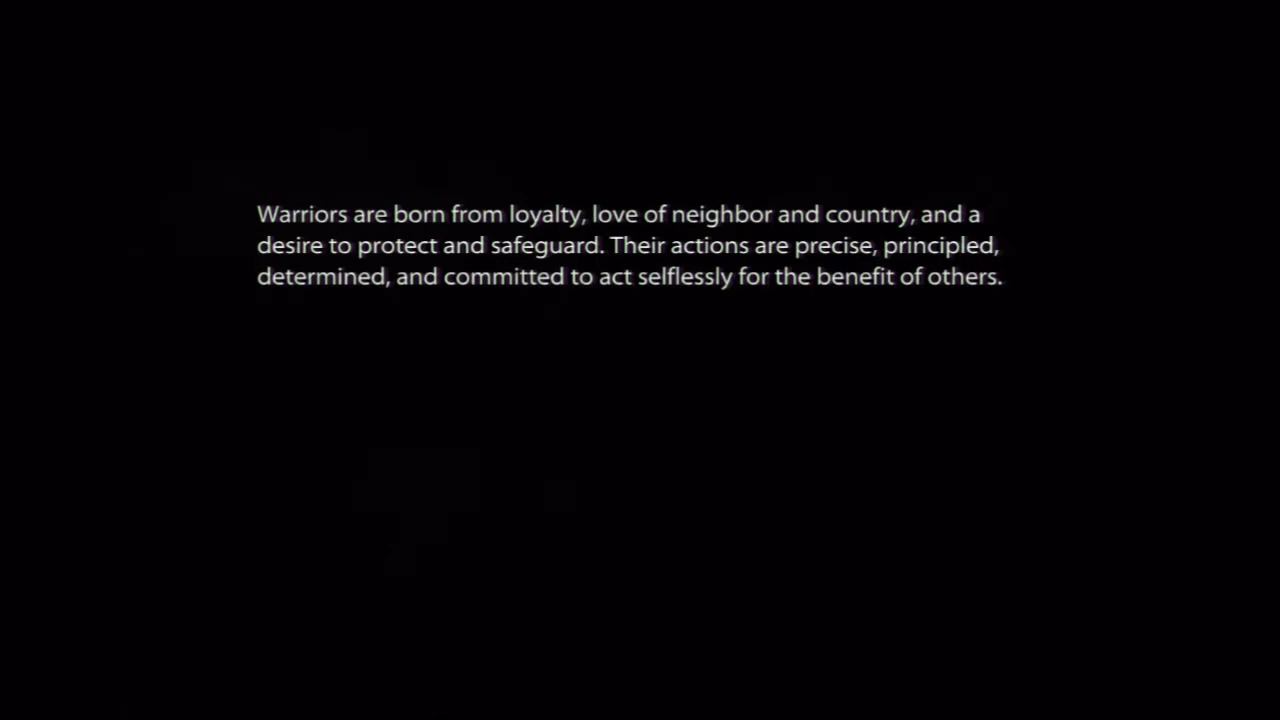 Warriors are born from loyalty, love of neighbor and country, and a
desire to protect and safeguard. Their actions are precise, principled,
determined, and committed to act selflessly for the benefit of others.